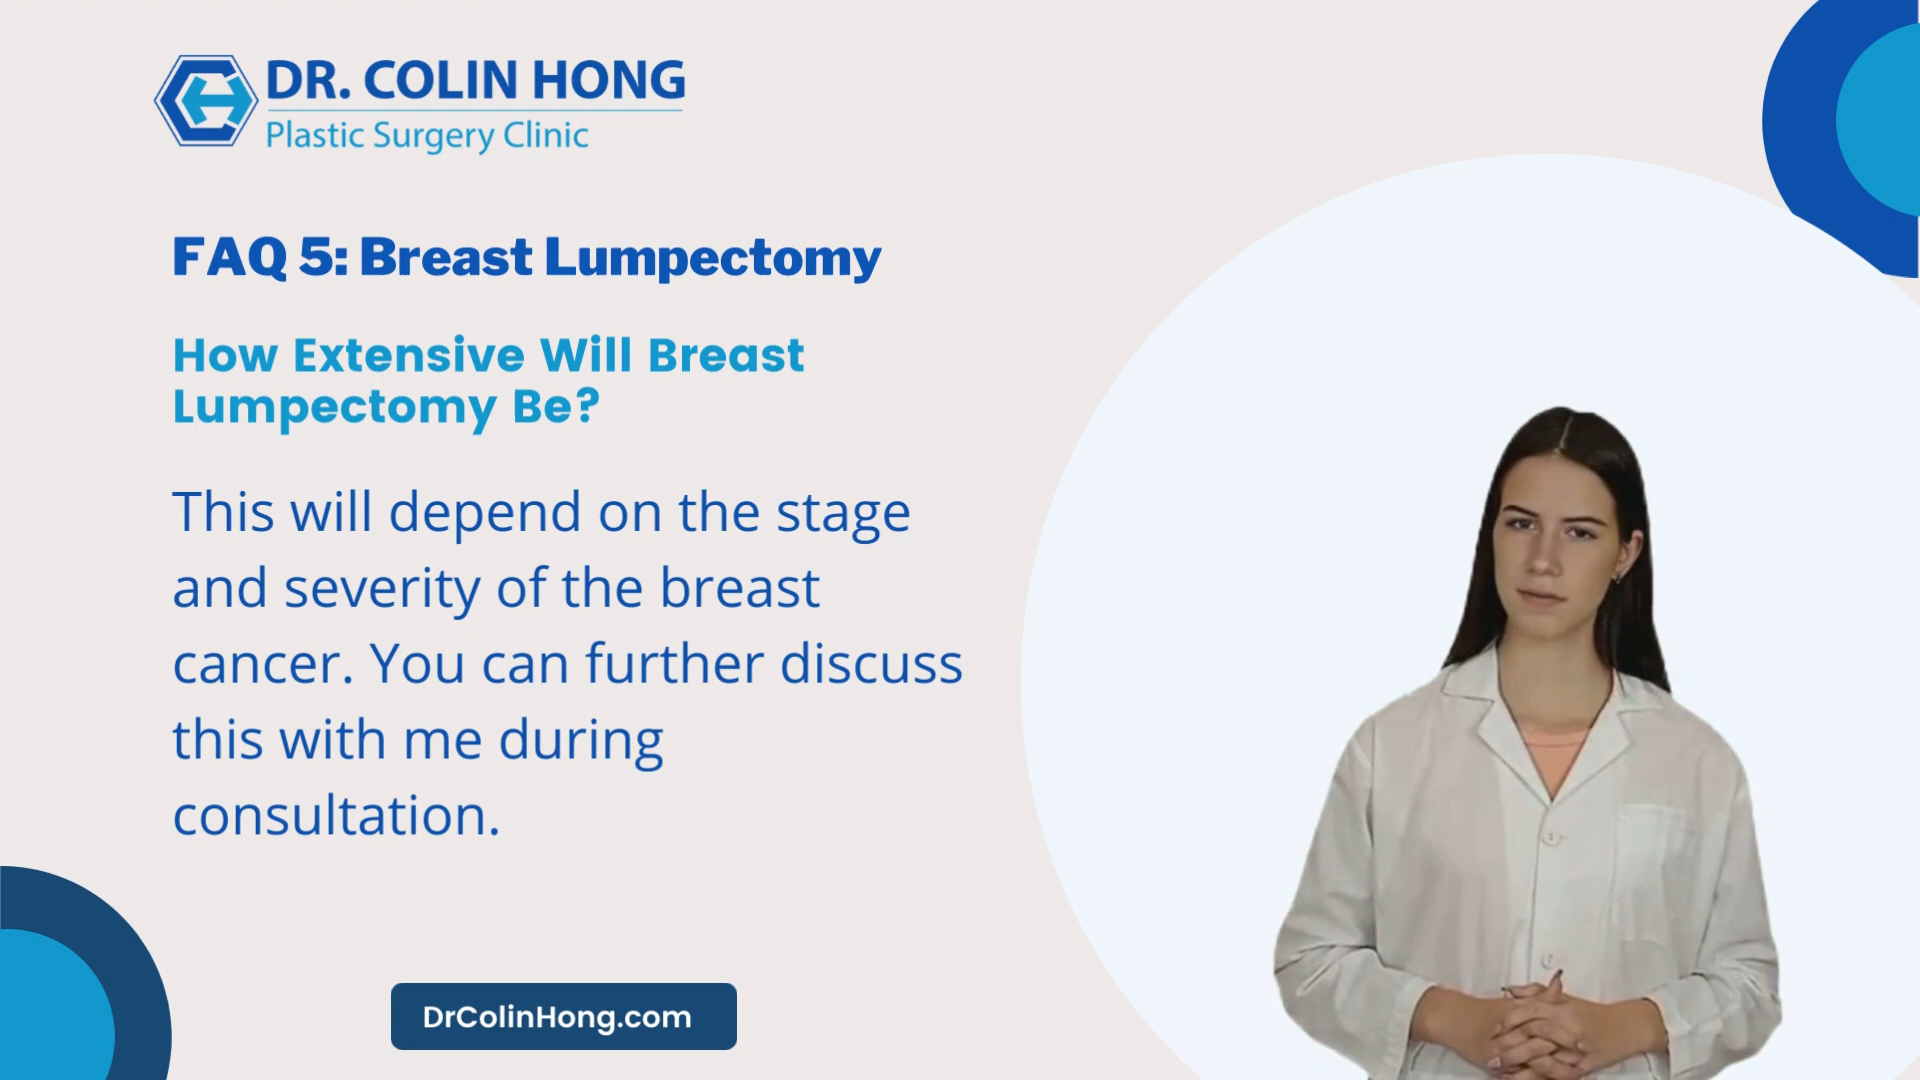 DR. COLIN HONG
Plastic Surgery Clinic
FAQ 5: Breast Lumpectomy
How Extensive Will Breast
Lumpectomy Be?
This will depend on the stage
and severity of the breast
cancer. You can further discuss
this with me during
consultation.
DrColinHong.com